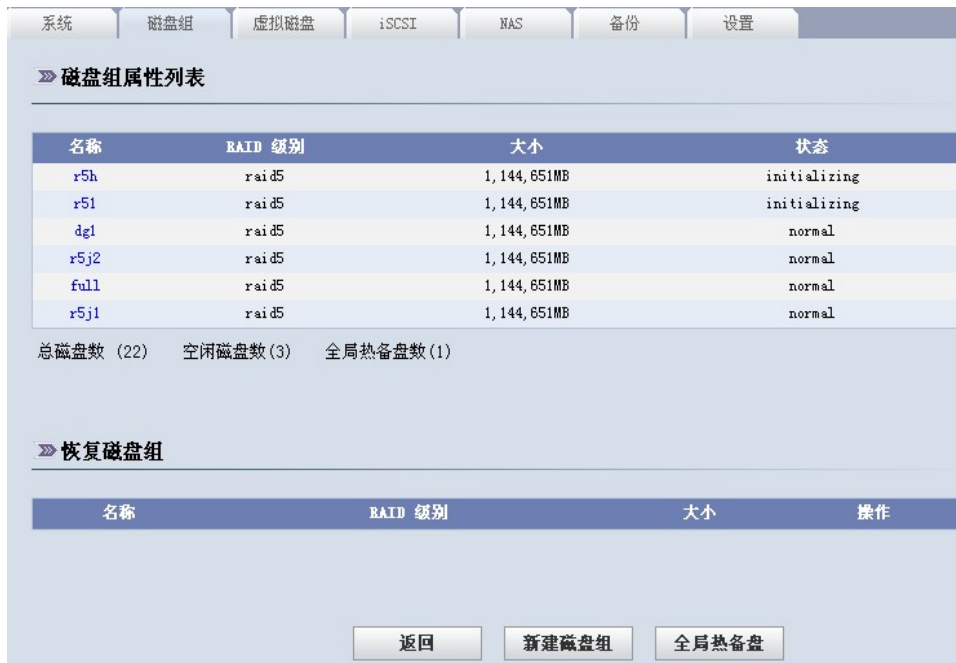 系统 磁盘组 虚拟磁盘 iSCSI NAS 备份 设置
磁盘组属性列表
名称 RAID 级别 大小 状态
r5h raid5 1,144,651MB initializing
r51 raid5 1,144,651MB initializing
dg1 raid5 1,144,651MB normal
r5j2 raid5 1,144,651MB normal
full raid5 1,144,651MB normal
r5j1 raid5 1,144,651MB normal
总磁盘数 (22) 空闲磁盘数(3) 全局热备盘数(1)
恢复磁盘组
名称 RAID 级别 大小 操作
返回 新建磁盘组 全局热备盘